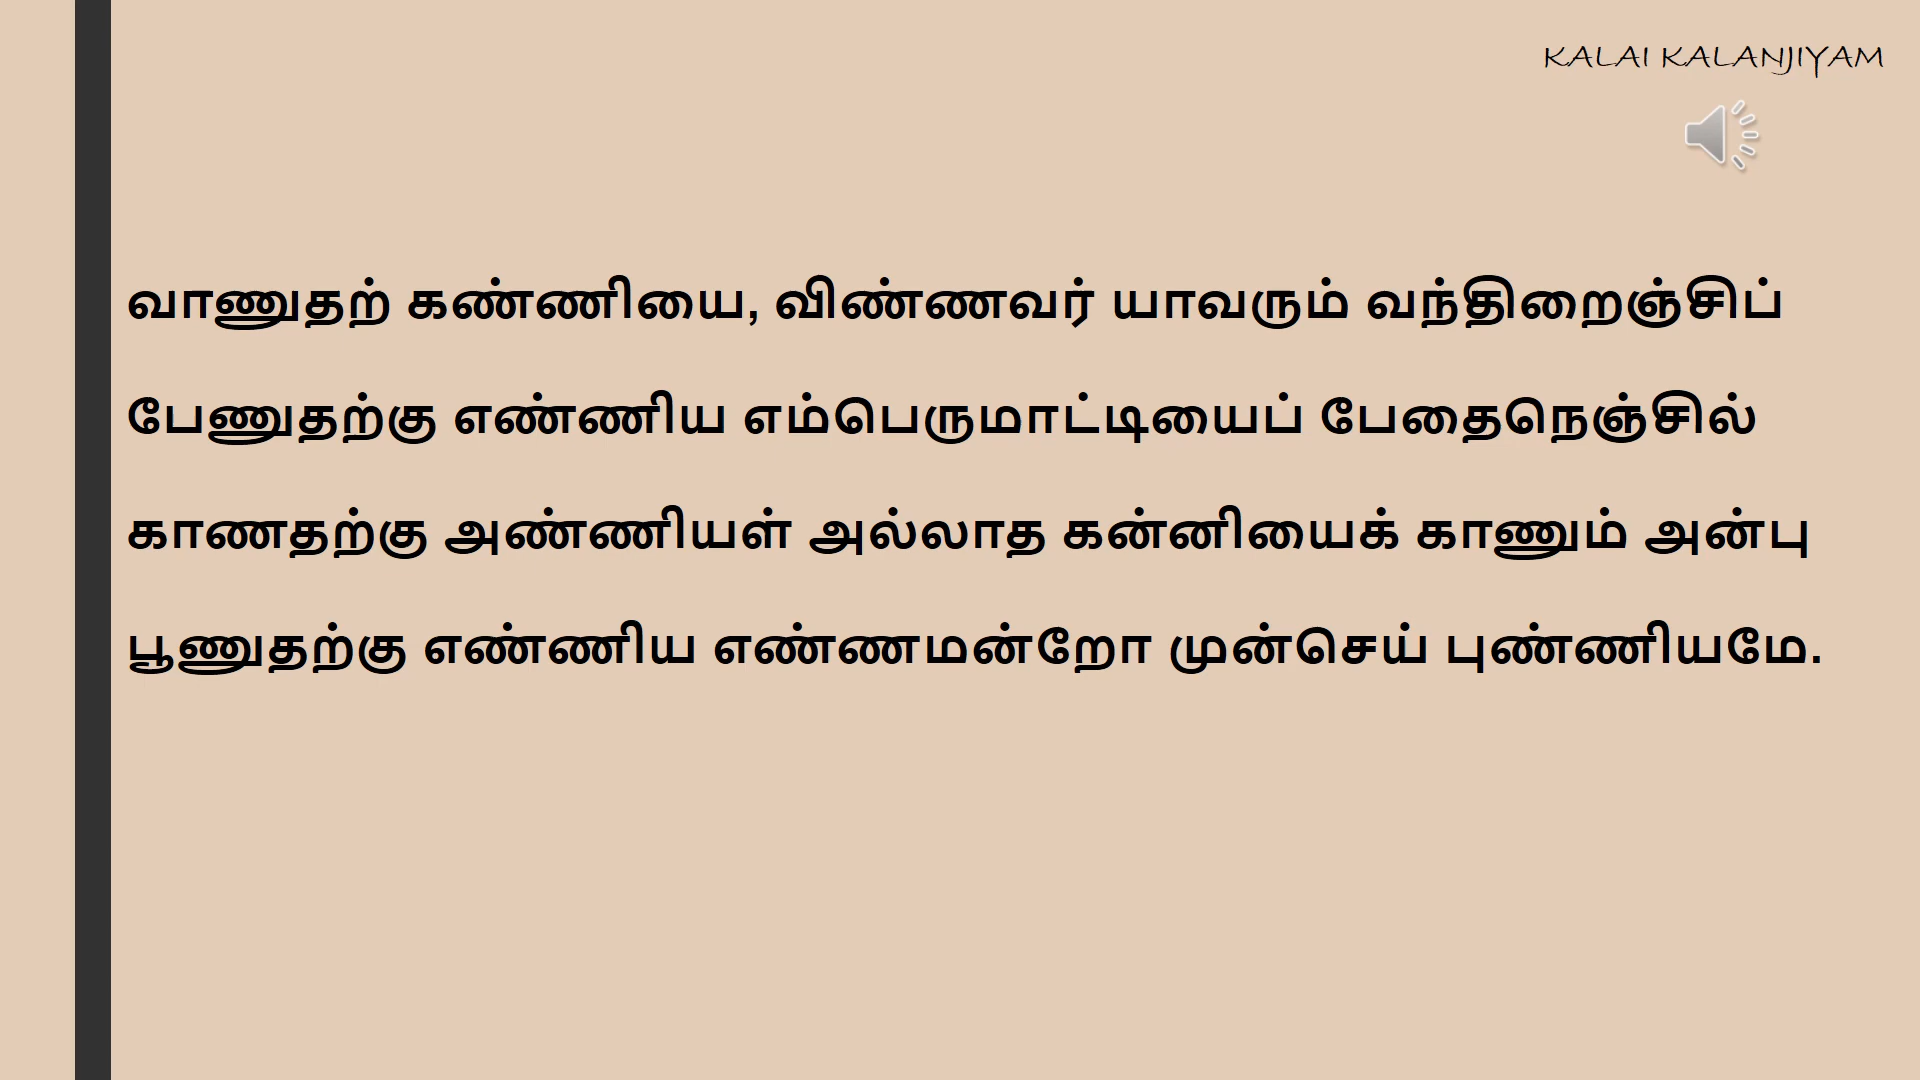 KALAI KALANJIYAM
வாணுதற் கண்ணியை, விண்ணவர் யாவரும் வந்திறைஞ்சிப்
பேணுதற்கு எண்ணிய எம்பெருமாட்டியைப் பேதைநெஞ்சில்
காணதற்கு அண்ணியள் அல்லாத கன்னியைக் காணும் அன்பு
பூணுதற்கு எண்ணிய எண்ணமன்றோ முன்செய் புண்ணியமே.